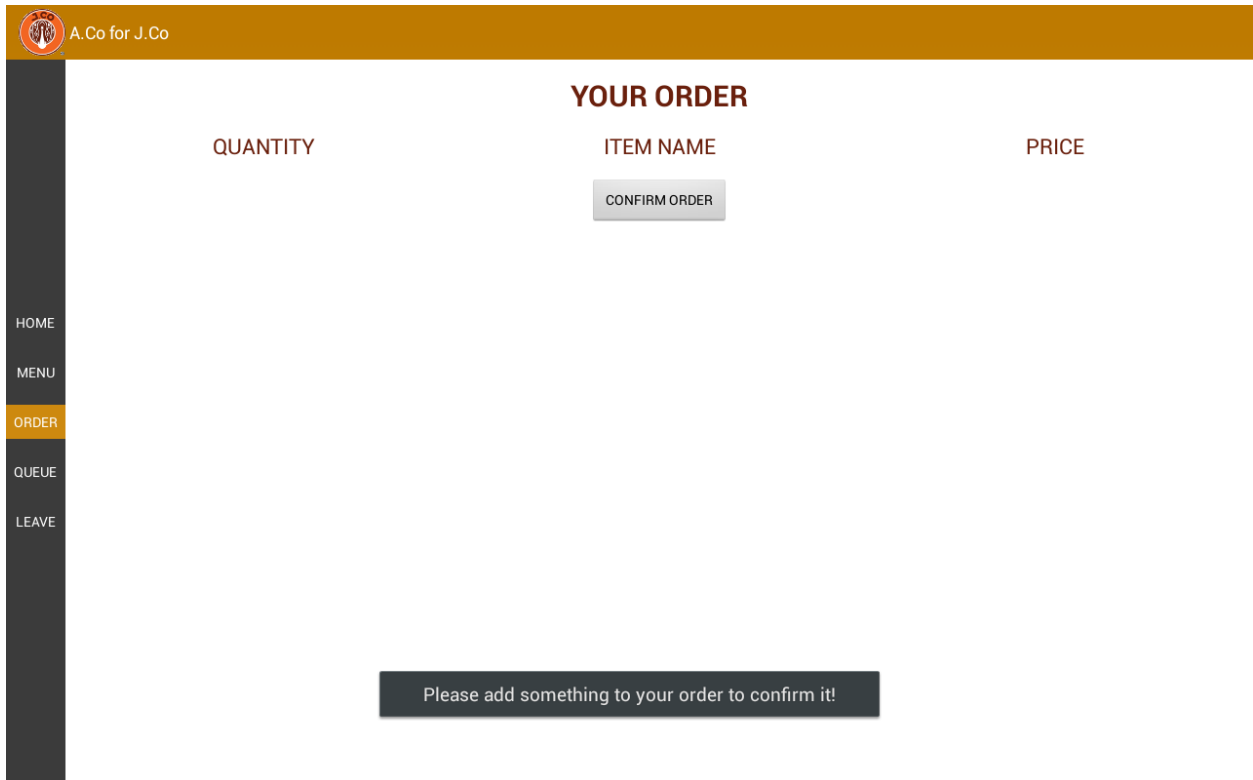 J.CO
A.Co for J.Co
YOUR ORDER
QUANTITY ITEM NAME PRICE
CONFIRM ORDER
HOME
MENU
ORDER
QUEUE
LEAVE
Please add something to your order to confirm it!